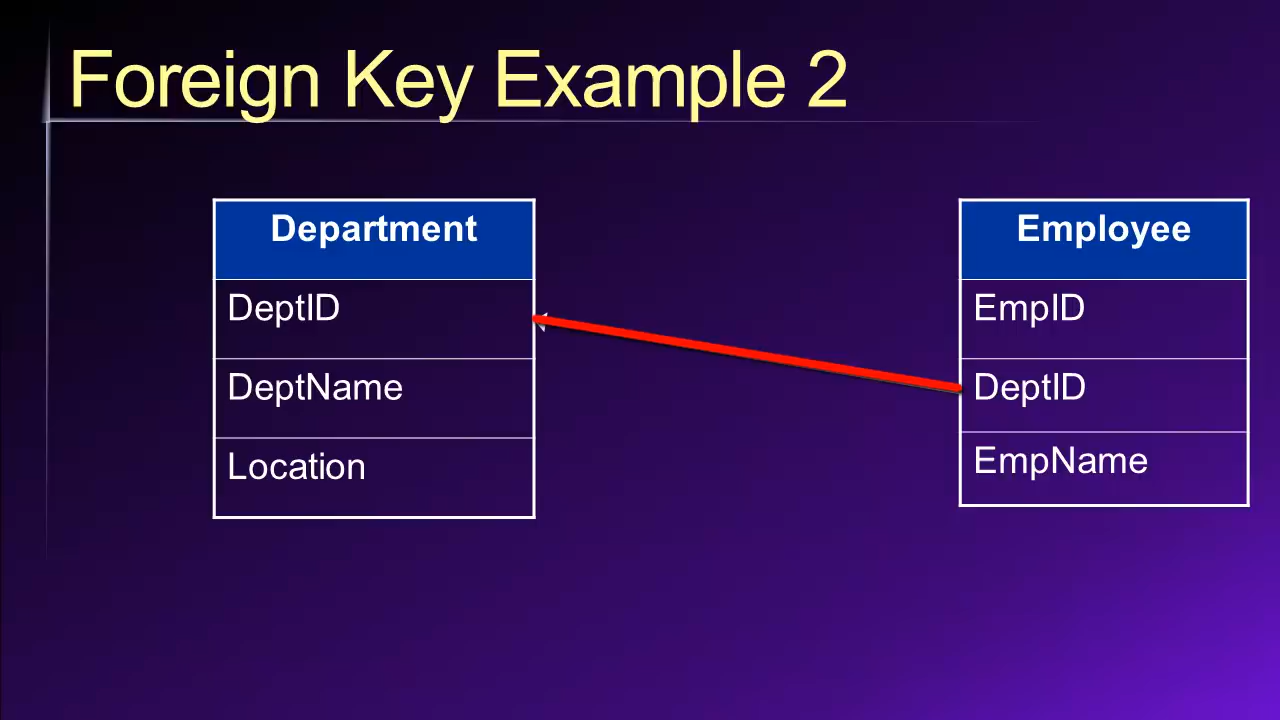 Foreign Key Example 2
Department
DeptID
DeptName
Location
Employee
EmpID
DeptID
EmpName